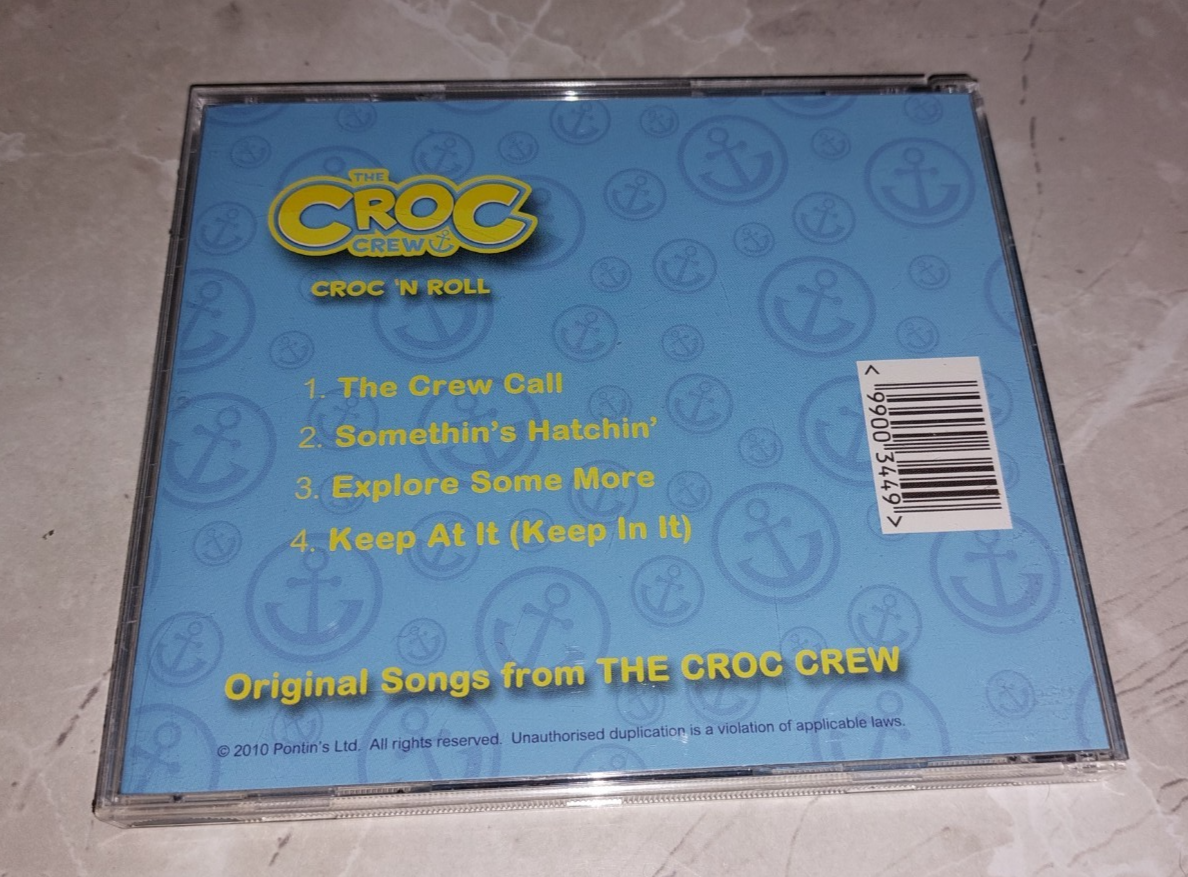 THE
CROC
CREW
CROC 'N ROLL
1. The Crew Call
2. Somethin's Hatchin'
3. Explore Some More
4. Keep At It (Keep In It)
< 9900 3449 >
Original Songs from THE CROC CREW
© 2010 Pontin's Ltd. All rights reserved. Unauthorised duplication is a violation of applicable laws.